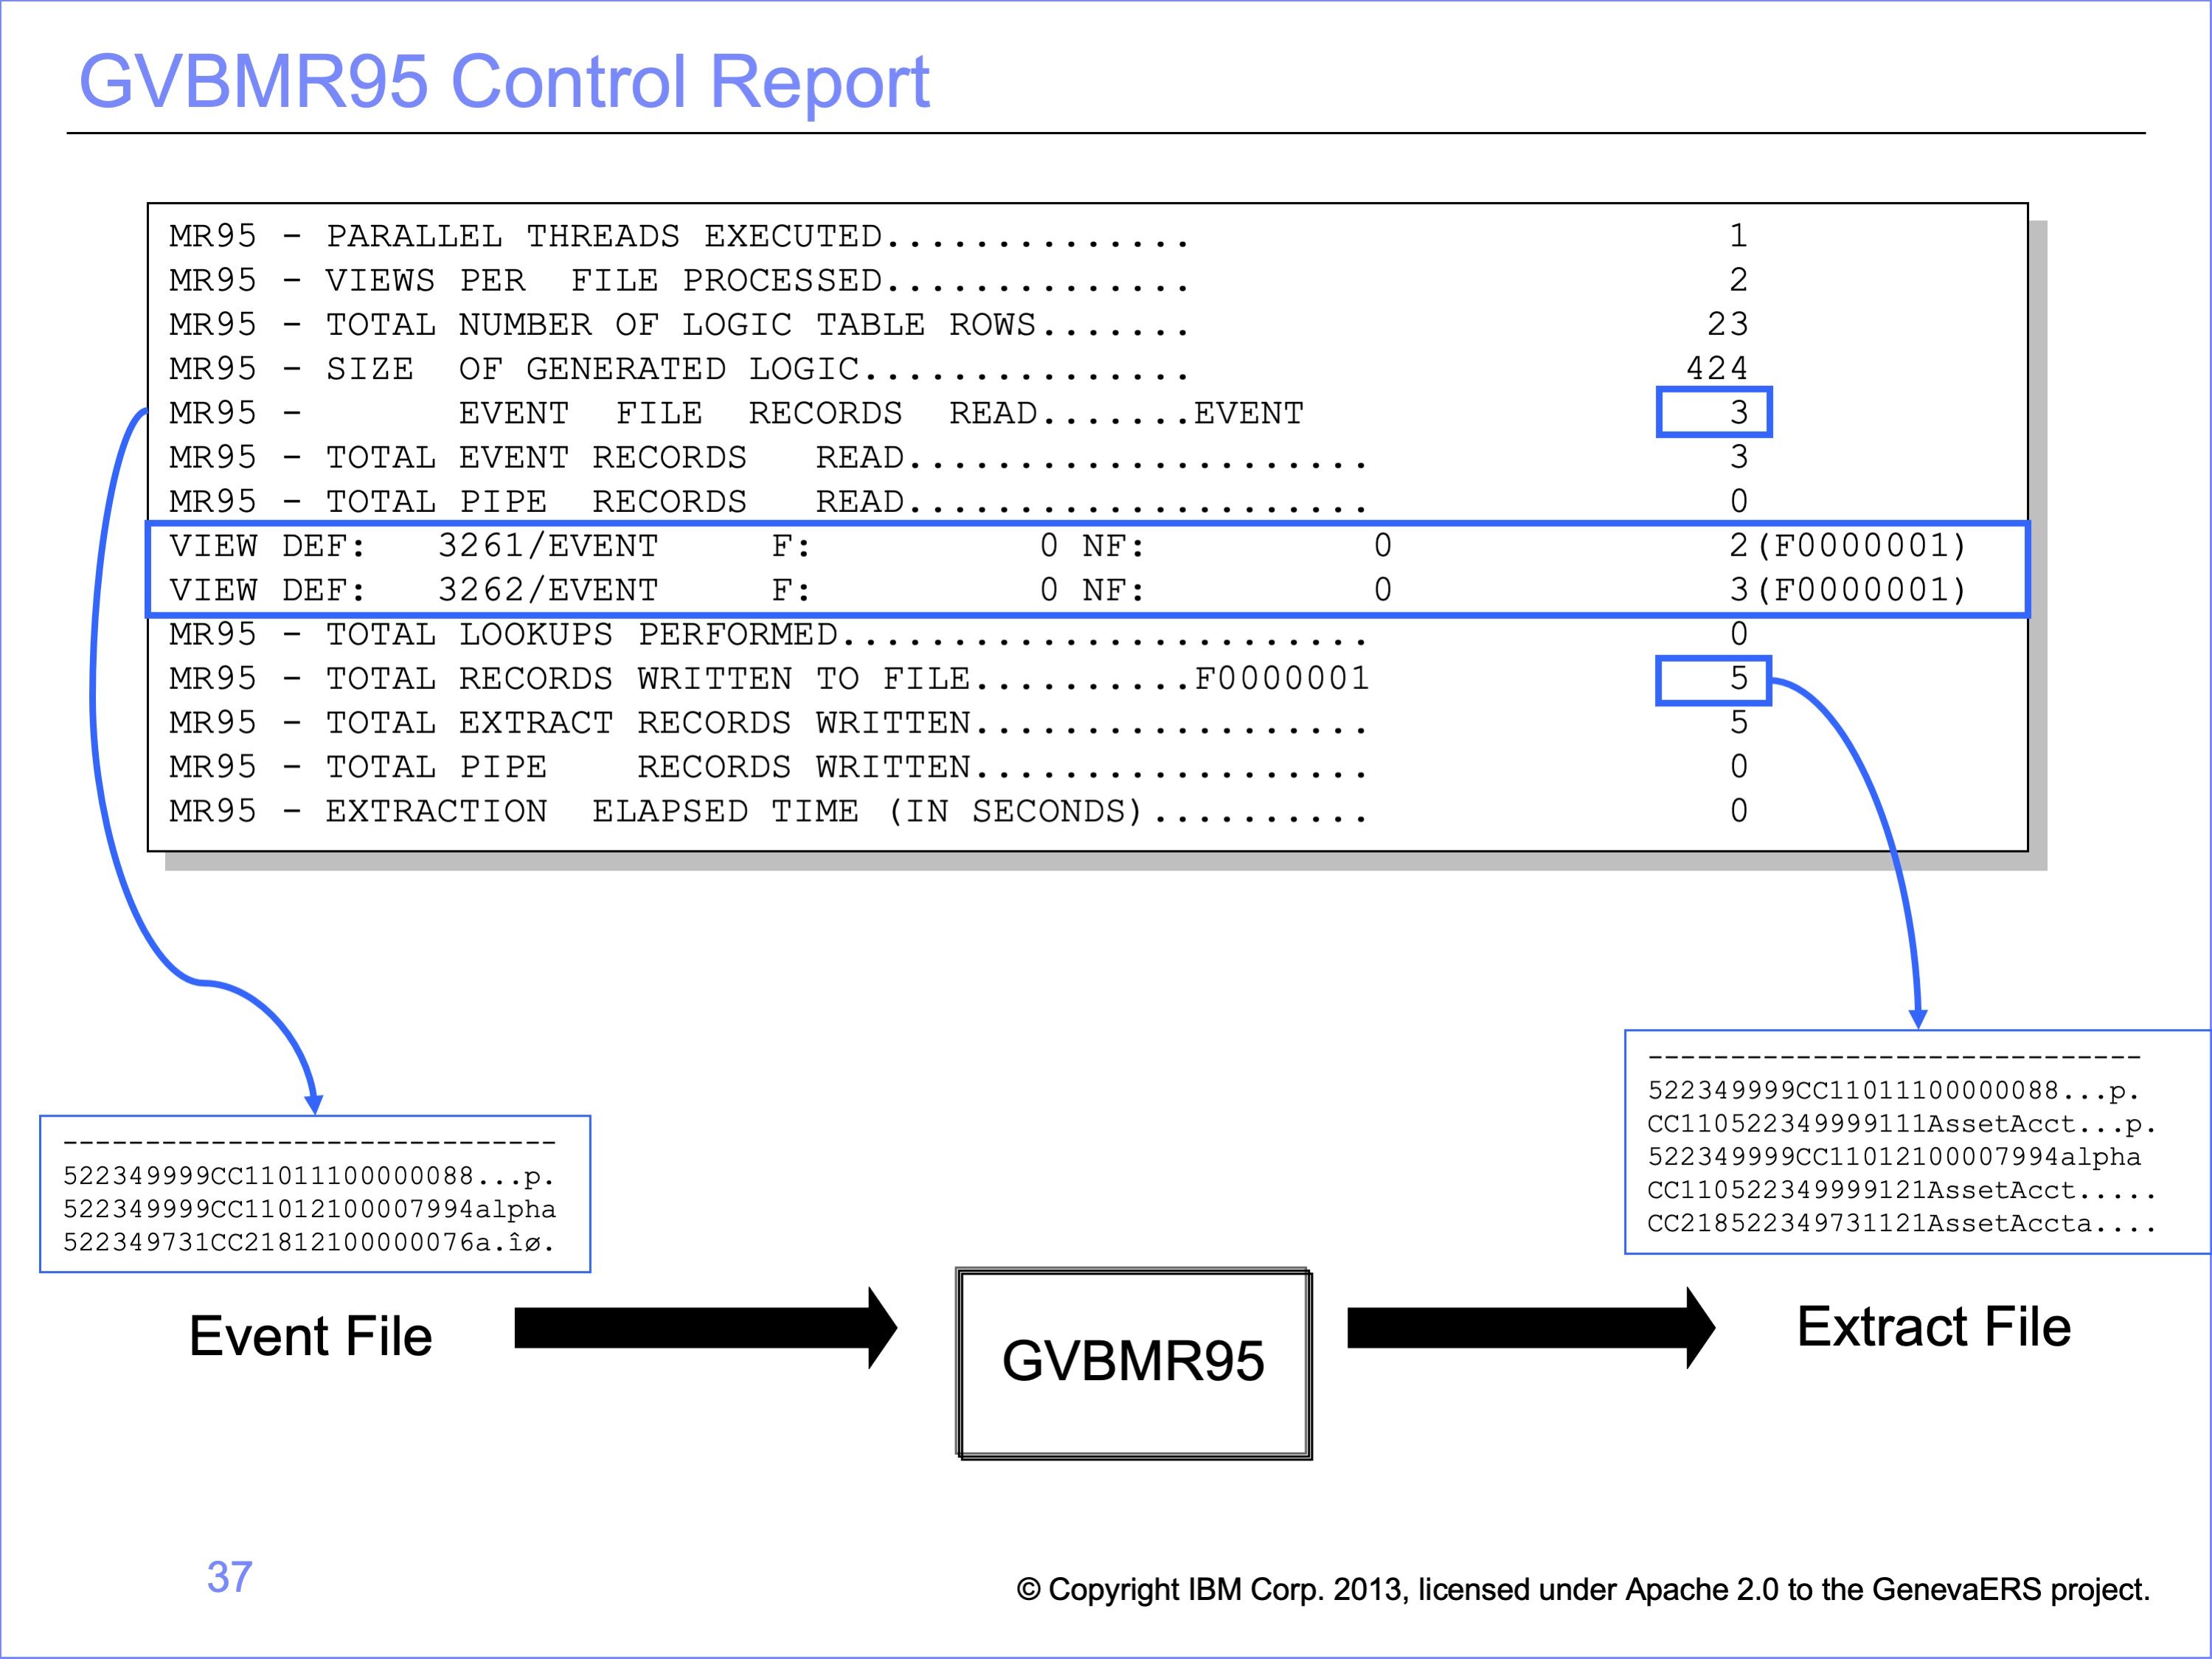 GVBMR95 Control Report
MR95 - PARALLEL THREADS EXECUTED.............. 1
MR95 - VIEWS PER  FILE PROCESSED.............. 2
MR95 - TOTAL NUMBER OF LOGIC TABLE ROWS....... 23
MR95 - SIZE  OF GENERATED LOGIC............... 424
MR95 -       EVENT  FILE  RECORDS  READ.......EVENT 3
MR95 - TOTAL EVENT RECORDS   READ..................... 3
MR95 - TOTAL PIPE  RECORDS   READ..................... 0
VIEW DEF:   3261/EVENT     F:          0 NF:          0 2(F0000001)
VIEW DEF:   3262/EVENT     F:          0 NF:          0 3(F0000001)
MR95 - TOTAL LOOKUPS PERFORMED........................ 0
MR95 - TOTAL RECORDS WRITTEN TO FILE..........F0000001 5
MR95 - TOTAL EXTRACT RECORDS WRITTEN.................. 5
MR95 - TOTAL PIPE    RECORDS WRITTEN.................. 0
MR95 - EXTRACTION  ELAPSED TIME (IN SECONDS).......... 0
------------------------------
522349999CC11011100000088...p.
522349999CC11012100007994alpha
522349731CC21812100000076a.îø.
Event File
GVBMR95
------------------------------
522349999CC11011100000088...p.
CC110522349999111AssetAcct...p.
522349999CC11012100007994alpha
CC110522349999121AssetAcct.....
CC218522349731121AssetAccta....
Extract File
37
© Copyright IBM Corp. 2013, licensed under Apache 2.0 to the GenevaERS project.